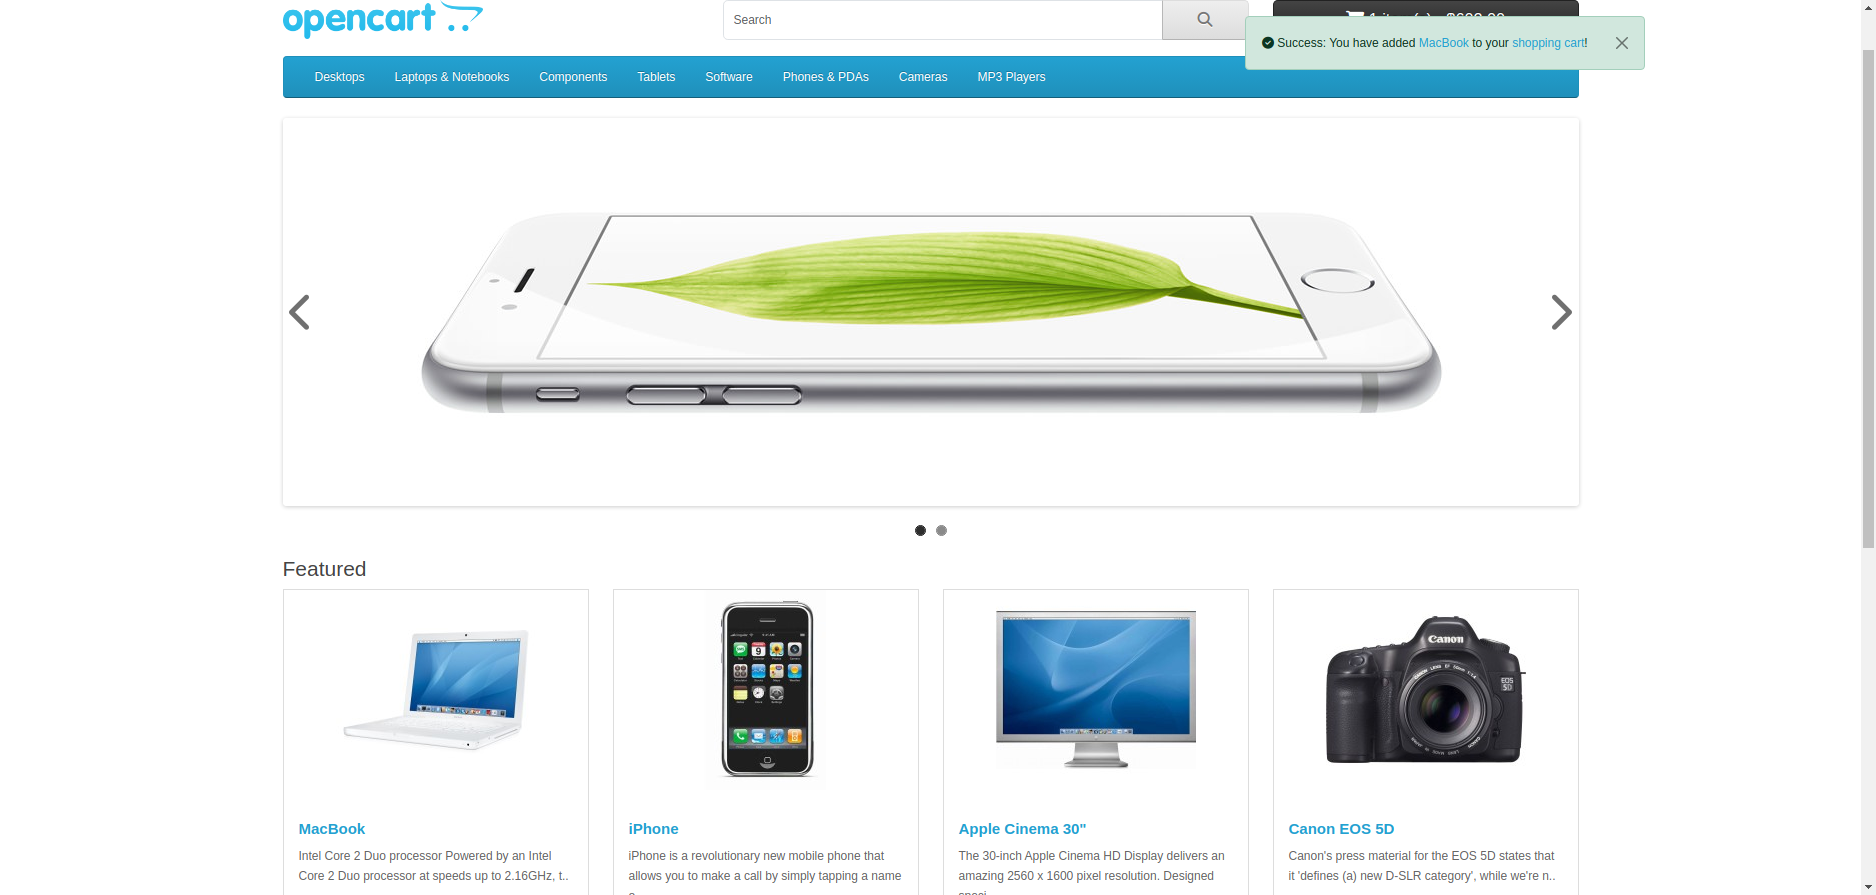 opencart
Search
Success: You have added MacBook to your shopping cart!
Desktops
Laptops & Notebooks
Components
Tablets
Software
Phones & PDAs
Cameras
MP3 Players
Featured
Canon
EOS
5D
MacBook
Intel Core 2 Duo processor Powered by an Intel
Core 2 Duo processor at speeds up to 2.16GHz, t..
iPhone
iPhone is a revolutionary new mobile phone that
allows you to make a call by simply tapping a name
Apple Cinema 30"
The 30-inch Apple Cinema HD Display delivers an
amazing 2560 x 1600 pixel resolution. Designed
Canon EOS 5D
Canon's press material for the EOS 5D states that
it 'defines (a) new D-SLR category', while we're n..